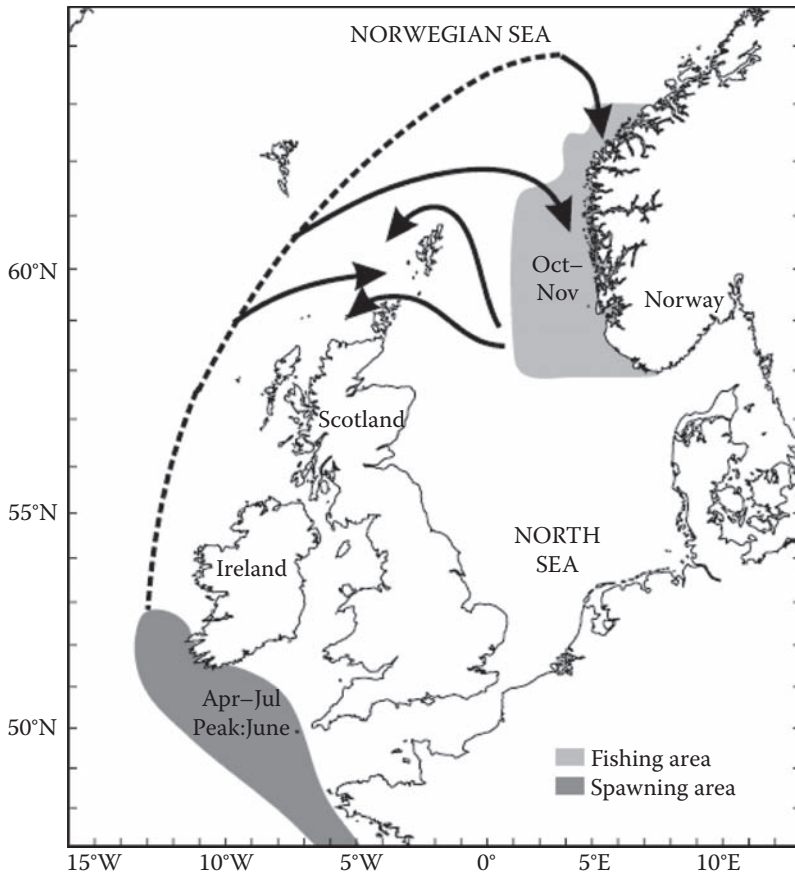 NORWEGIAN SEA
60°N
Oct–
Nov
Norway
Scotland
55°N
NORTH
SEA
Ireland
Apr–Jul
Peak:June
50°N
Fishing area
Spawning area
15°W
10°W
5°W
0°
5°E
10°E